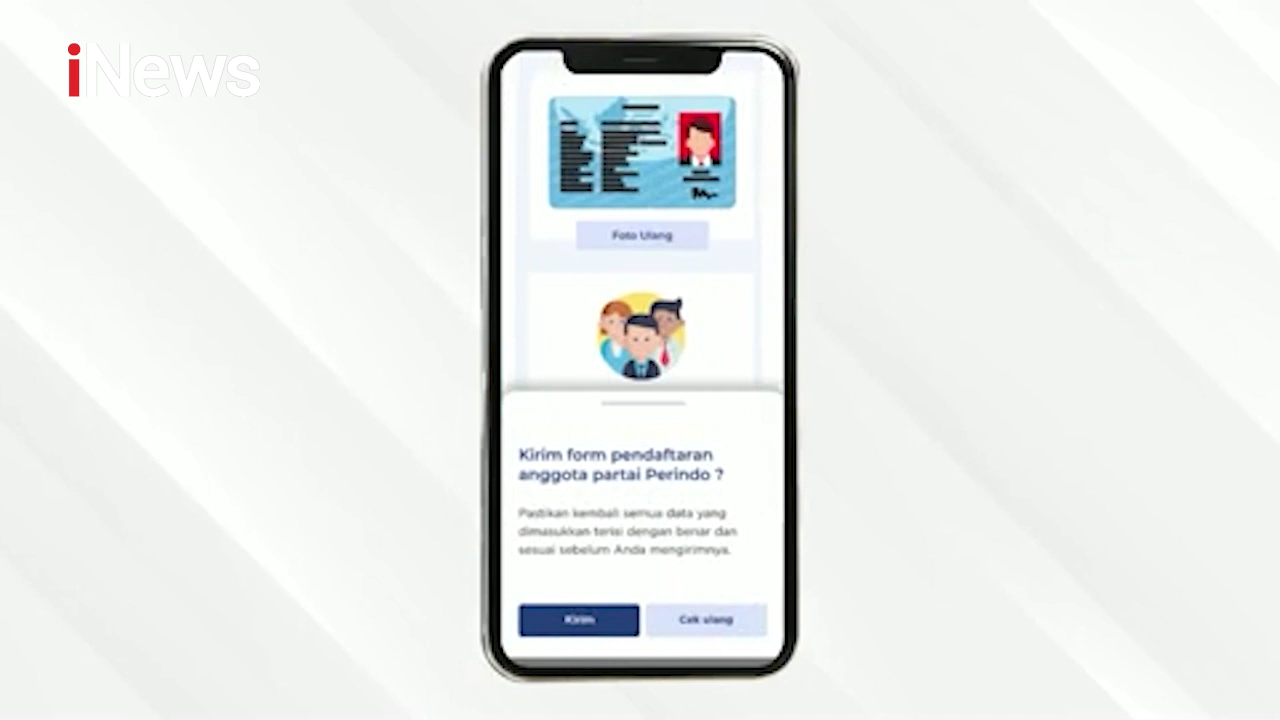 iNews
Foto Ulang
Kirim form pendaftaran
anggota partai Perindo ?
Pastikan kembali semua data yang
dimasukkan terisi dengan benar dan
sesuai sebelum Anda mengirimnya.
Kirim
Cek ulang